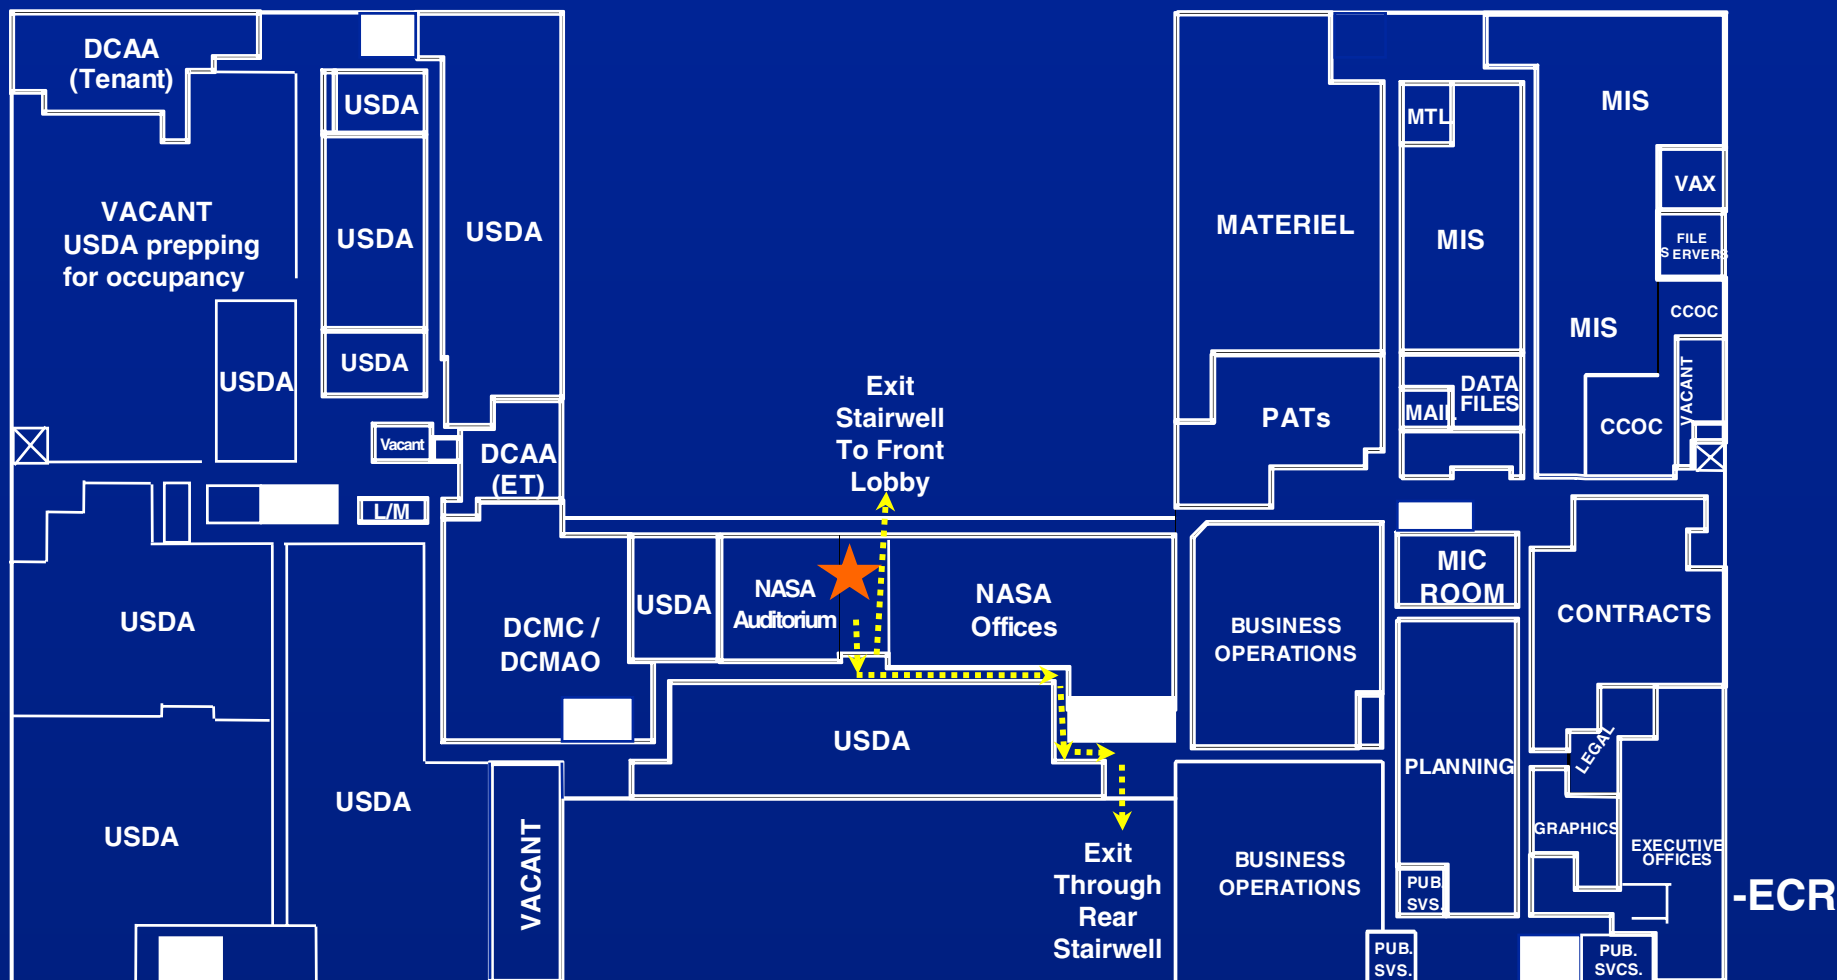 DCAA
(Tenant)
USDA
VACANT
USDA prepping
for occupancy
USDA
USDA
USDA
USDA
Vacant
DCAA
(ET)
L/M
USDA
USDA
USDA
VACANT
DCMC /
DCMAO
USDA
NASA
Auditorium
Exit
Stairwell
To Front
Lobby
NASA
Offices
USDA
Exit
Through
Rear
Stairwell
MATERIEL
PATs
MTL
MIS
MAIL
DATA
FILES
MIS
VAX
FILE
SERVERS
MIS
CCOC
VACANT
CCOC
BUSINESS
OPERATIONS
MIC
ROOM
CONTRACTS
PLANNING
LEGAL
GRAPHICS
EXECUTIVE
OFFICES
BUSINESS
OPERATIONS
PUB.
SVS.
-ECR
PUB.
SVS.
PUB.
SVCS.